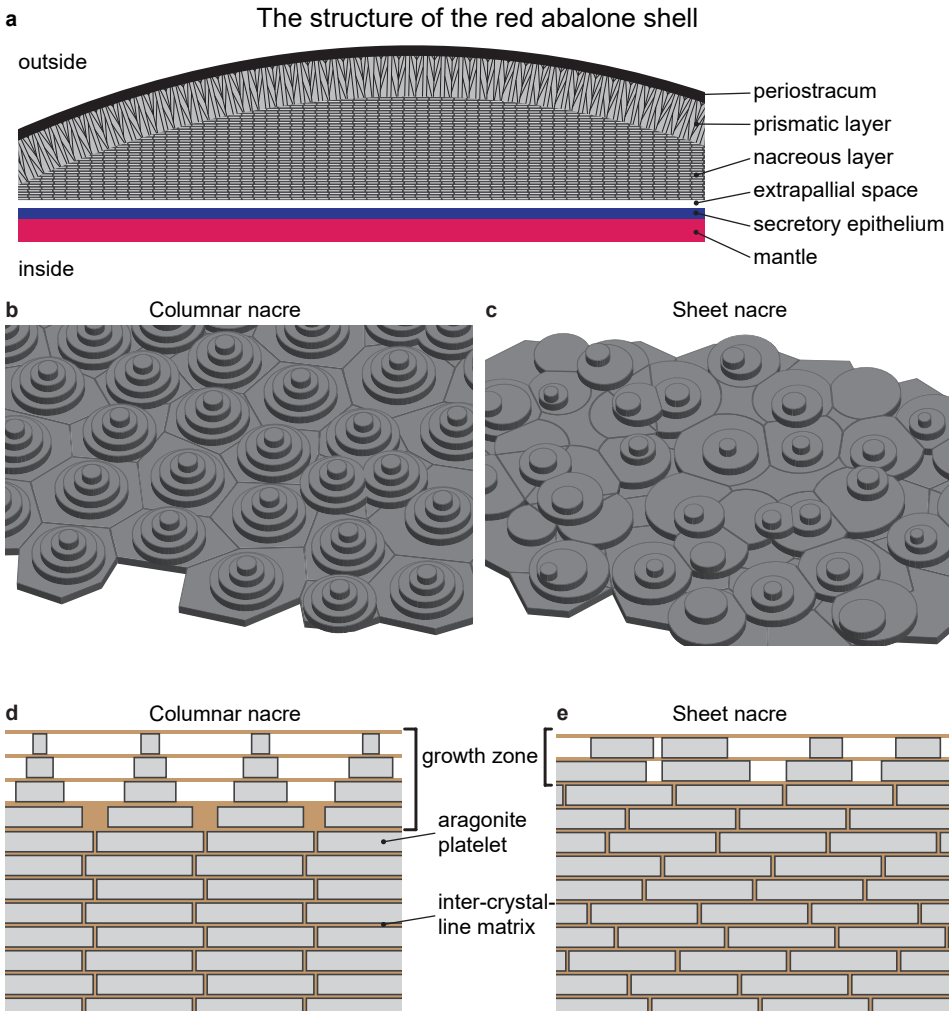 a
The structure of the red abalone shell
outside
periostracum
prismatic layer
nacreous layer
extrapallial space
secretory epithelium
mantle
inside
b
Columnar nacre
c
Sheet nacre
d
Columnar nacre
e
Sheet nacre
growth zone
aragonite
platelet
inter-crystal-
line matrix